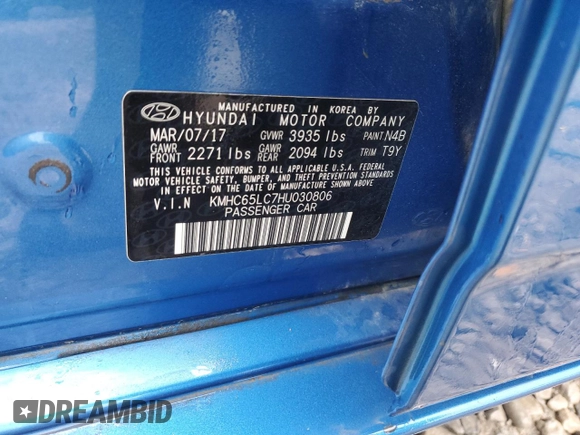 MANUFACTURED IN KOREA BY
HYUNDAI MOTOR COMPANY
MAR/07/17 GVWR 3935 lbs PAINT N4B
GAWR FRONT 2271 lbs GAWR REAR 2094 lbs TRIM T9Y
THIS VEHICLE CONFORMS TO ALL APPLICABLE U.S.A. FEDERAL
MOTOR VEHICLE SAFETY, BUMPER, AND THEFT PREVENTION STANDARDS
IN EFFECT ON THE DATE OF MANUFACTURE SHOWN ABOVE.
V.I.N KMHC65LC7HU030806
PASSENGER CAR
DREAMBID